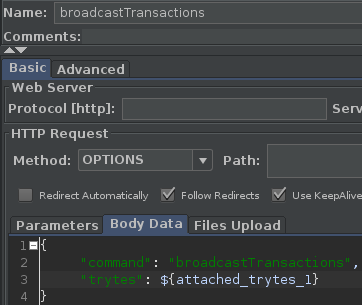 Name: broadcastTransactions
Comments:
Basic Advanced
Web Server
Protocol [http]: Serv
HTTP Request
Method: OPTIONS Path:
Redirect Automatically Follow Redirects Use KeepAlive
Parameters Body Data Files Upload
1 {
2 "command": "broadcastTransactions",
3 "trytes": ${attached_trytes_1}
4 }